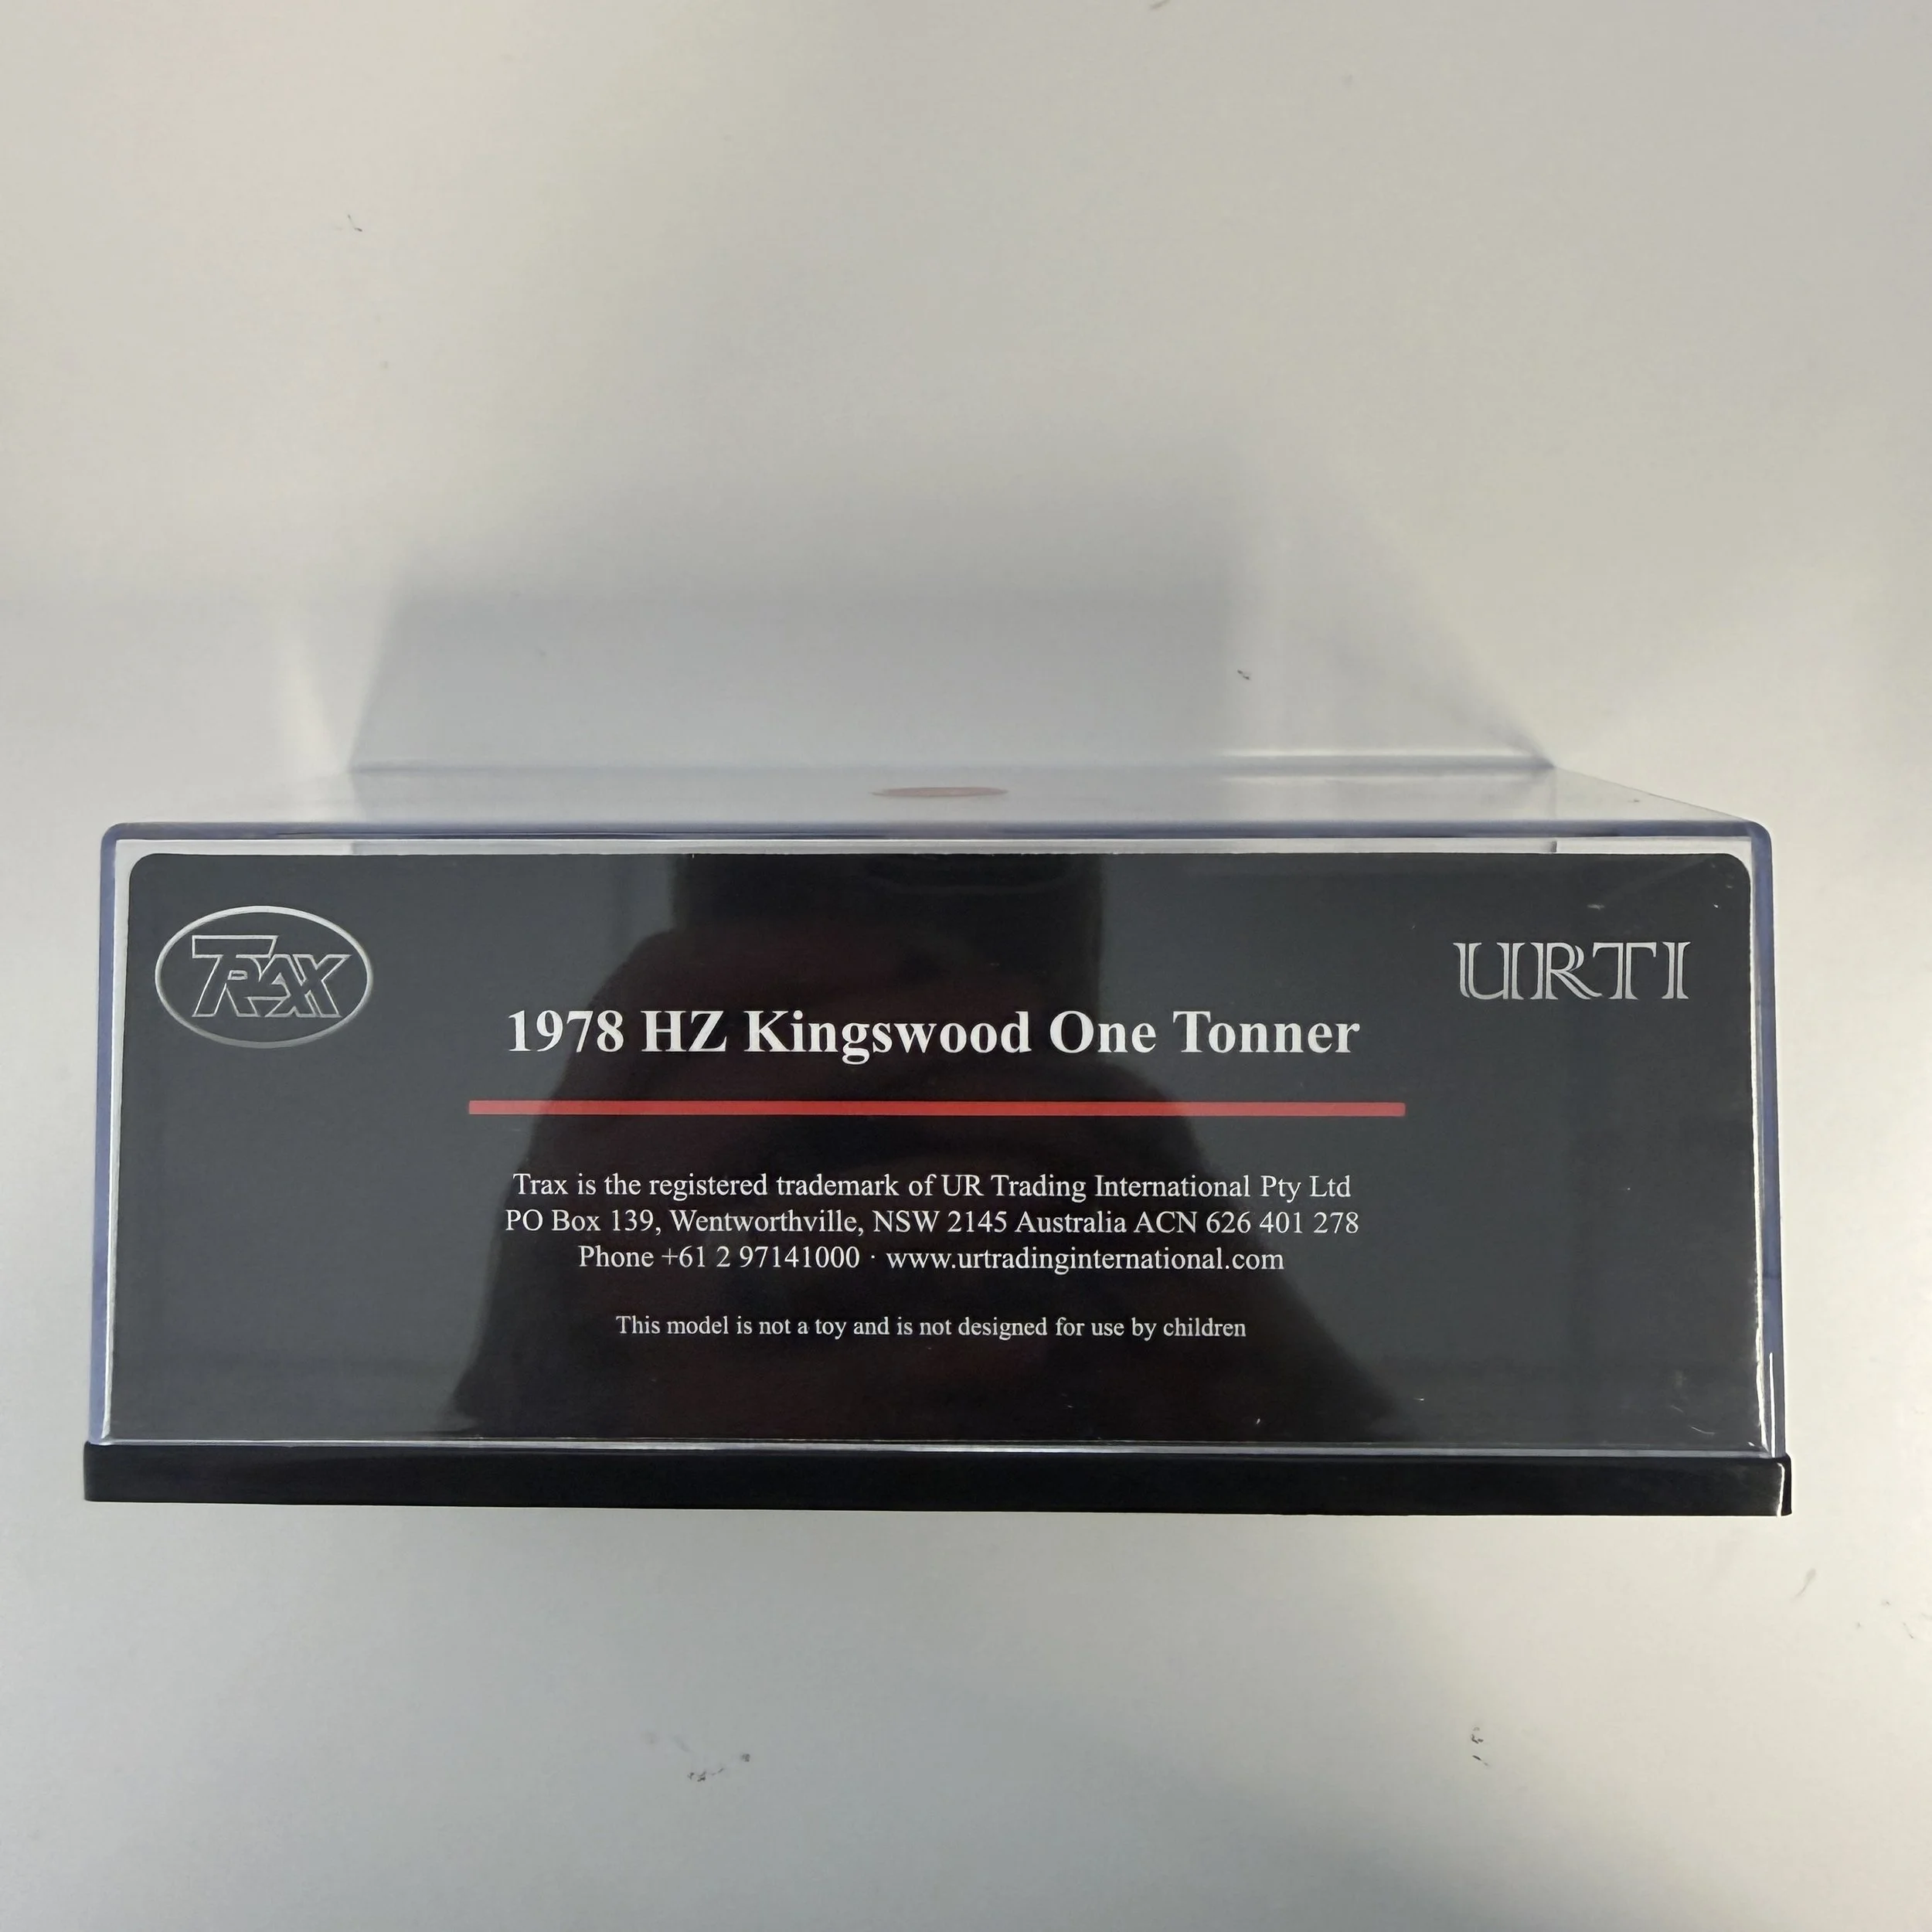 TRAX
URTI
1978 HZ Kingswood One Tonner
Trax is the registered trademark of UR Trading International Pty Ltd
PO Box 139, Wentworthville, NSW 2145 Australia ACN 626 401 278
Phone +61 2 97141000 · www.urtradinginternational.com
This model is not a toy and is not designed for use by children